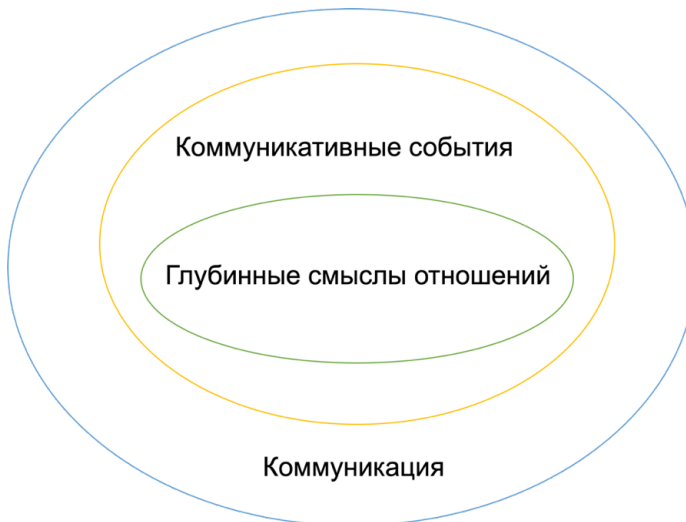 Коммуникативные события
Глубинные смыслы отношений
Коммуникация